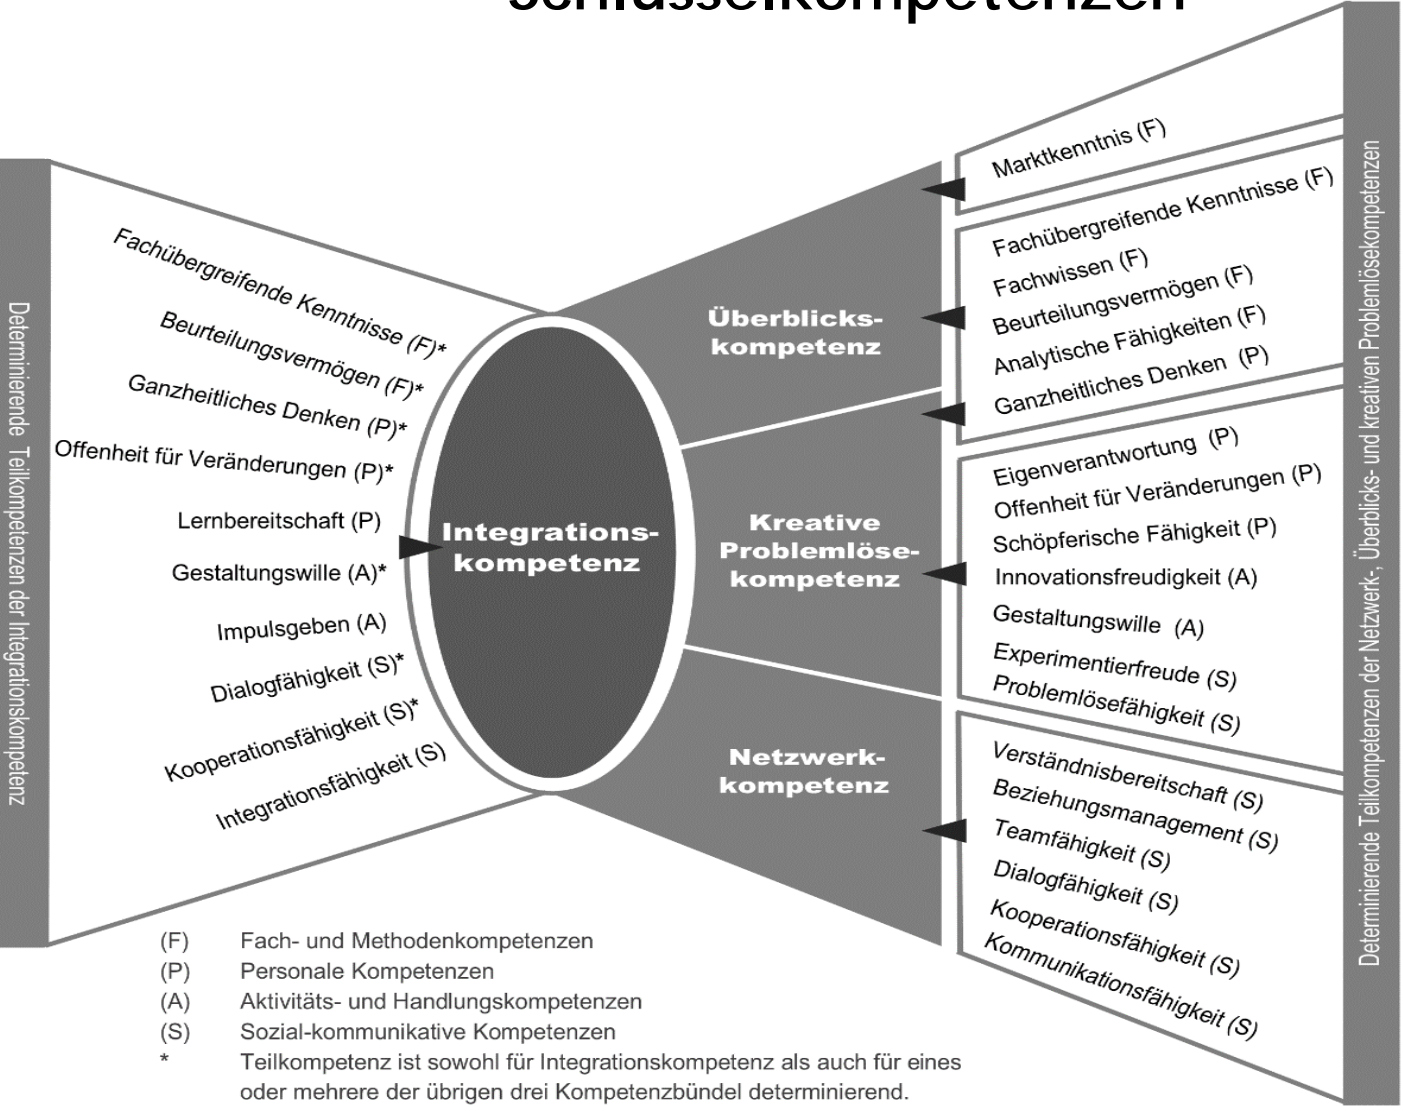 Schlüsselkompetenzen
Determinierende Teilkompetenzen der Integrationskompetenz
Fachübergreifende Kenntnisse (F)*
Beurteilungsvermögen (F)*
Ganzheitliches Denken (P)*
Offenheit für Veränderungen (P)*
Lernbereitschaft (P)
Gestaltungswille (A)*
Impulsgeben (A)
Dialogfähigkeit (S)*
Kooperationsfähigkeit (S)*
Integrationsfähigkeit (S)
Integrations-
kompetenz
Überblicks-
kompetenz
Kreative
Problemlöse-
kompetenz
Netzwerk-
kompetenz
Marktkenntnis (F)
Fachübergreifende Kenntnisse (F)
Fachwissen (F)
Beurteilungsvermögen (F)
Analytische Fähigkeiten (F)
Ganzheitliches Denken (P)
Eigenverantwortung (P)
Offenheit für Veränderungen (P)
Schöpferische Fähigkeit (P)
Innovationsfreudigkeit (A)
Gestaltungswille (A)
Experimentierfreude (S)
Problemlösefähigkeit (S)
Verständnisbereitschaft (S)
Beziehungsmanagement (S)
Teamfähigkeit (S)
Dialogfähigkeit (S)
Kooperationsfähigkeit (S)
Kommunikationsfähigkeit (S)
Determinierende Teilkompetenzen der Netzwerk-, Überblicks- und kreativen Problemlösekompetenzen
(F) Fach- und Methodenkompetenzen
(P) Personale Kompetenzen
(A) Aktivitäts- und Handlungskompetenzen
(S) Sozial-kommunikative Kompetenzen
* Teilkompetenz ist sowohl für Integrationskompetenz als auch für eines
oder mehrere der übrigen drei Kompetenzbündel determinierend.